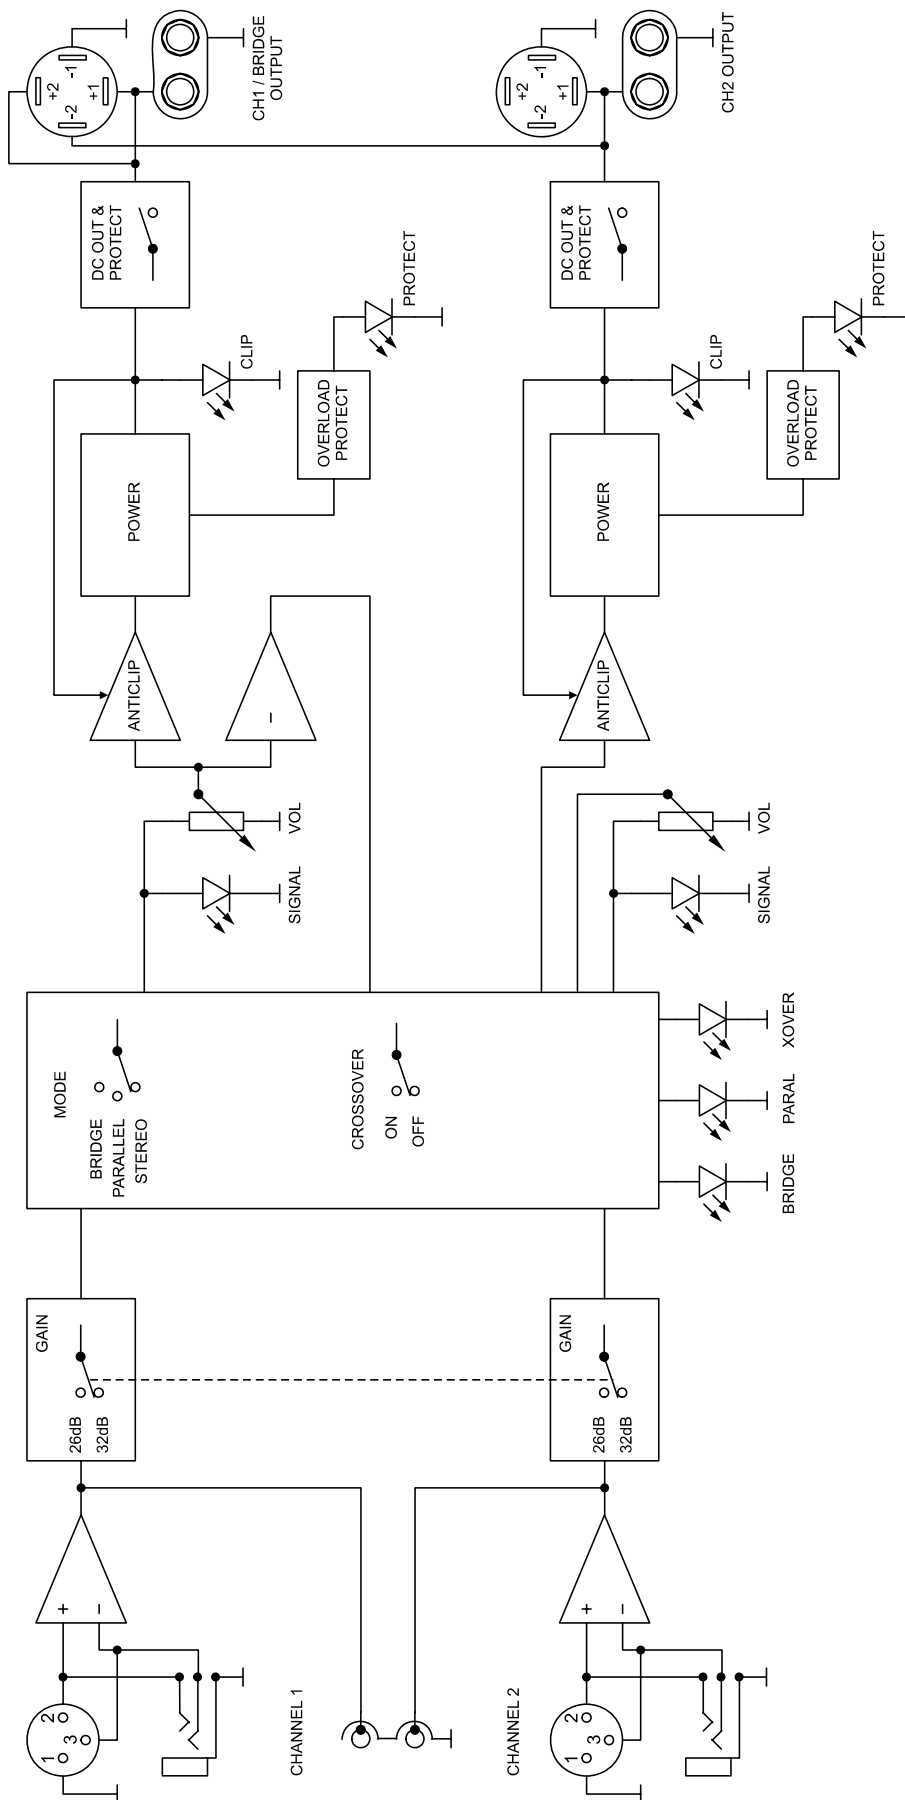 CHANNEL 1
1
2
3
+
-
26dB
32dB
GAIN
MODE
BRIDGE
PARALLEL
STEREO
CROSSOVER
ON
OFF
SIGNAL
VOL
ANTICLIP
-
POWER
CLIP
OVERLOAD
PROTECT
PROTECT
DC OUT &
PROTECT
+2
-1
-2
+1
CH1 / BRIDGE
OUTPUT
CHANNEL 2
1
2
3
+
-
26dB
32dB
GAIN
BRIDGE
PARAL
XOVER
SIGNAL
VOL
ANTICLIP
POWER
CLIP
OVERLOAD
PROTECT
PROTECT
DC OUT &
PROTECT
+2
-1
-2
+1
CH2 OUTPUT